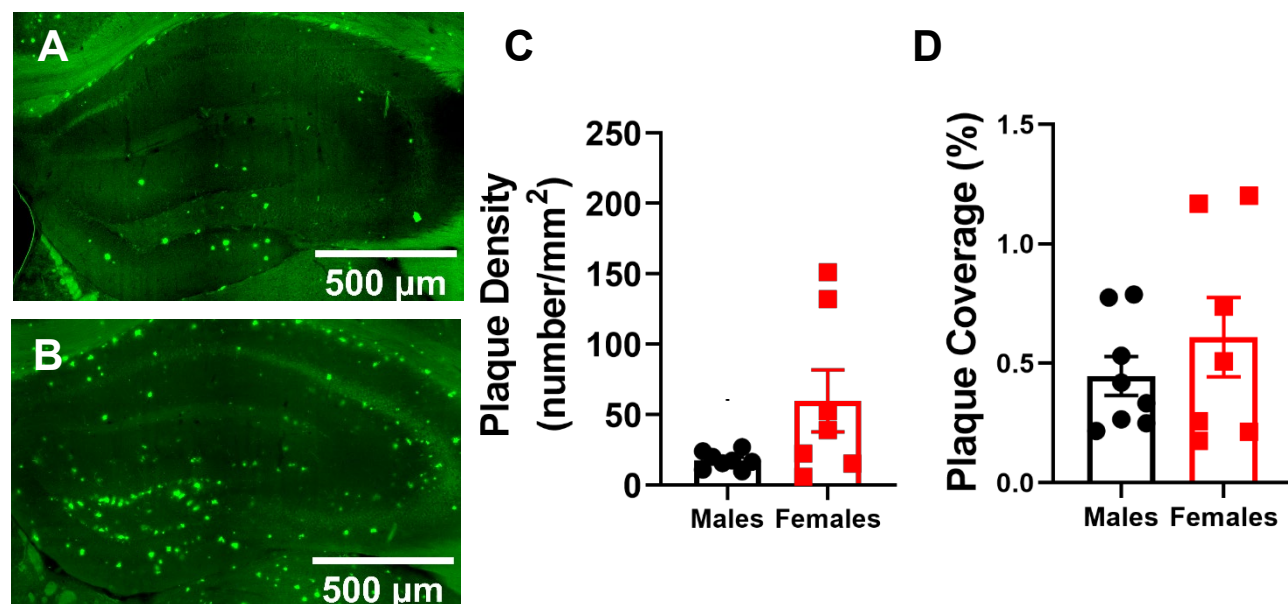 A
500 µm
B
500 µm
C
Plaque Density
(number/mm²)
250
200
150
100
50
0
Males Females
D
Plaque Coverage (%)
1.5
1.0
0.5
0.0
Males Females